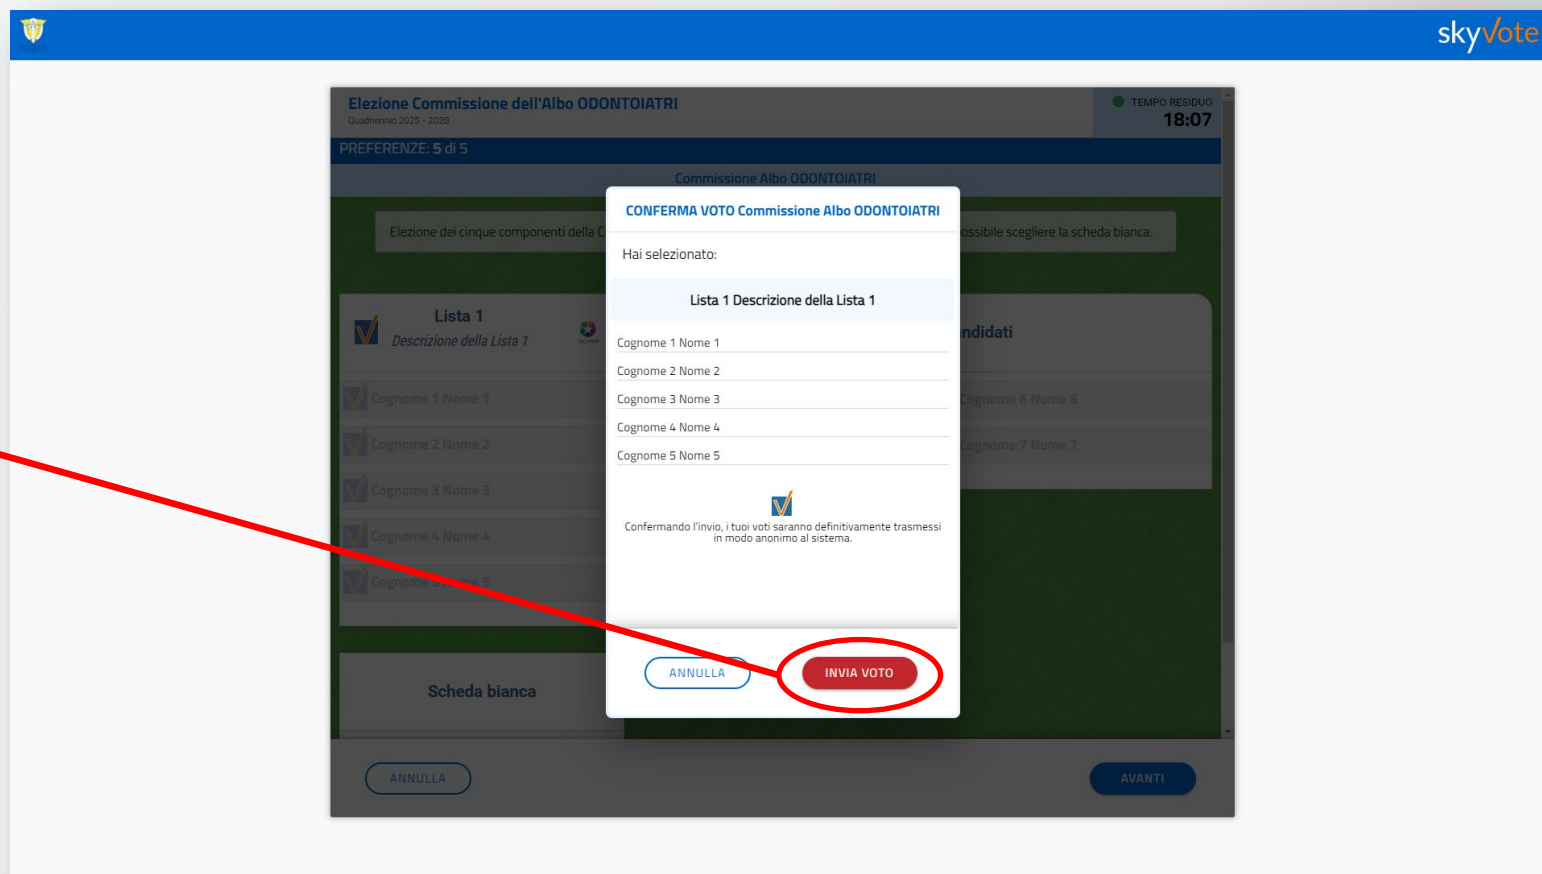 skyvote
Elezione Commissione dell'Albo ODONTOIATRI
Quadriennio 2025 - 2028
TEMPO RESIDUO
18:07
PREFERENZE: 5 di 5
Commissione Albo ODONTOIATRI
Elezione dei cinque componenti della C
ossibile scegliere la scheda bianca.
Lista 1
Descrizione della Lista 1
Cognome 1 Nome 1
Cognome 2 Nome 2
Cognome 3 Nome 3
Cognome 4 Nome 4
Cognome 5 Nome 5
Scheda bianca
ndidati
Cognome 6 Nome 6
Cognome 7 Nome 7
CONFERMA VOTO Commissione Albo ODONTOIATRI
Hai selezionato:
Lista 1 Descrizione della Lista 1
Cognome 1 Nome 1
Cognome 2 Nome 2
Cognome 3 Nome 3
Cognome 4 Nome 4
Cognome 5 Nome 5
Confermando l'invio, i tuoi voti saranno definitivamente trasmessi
in modo anonimo al sistema.
ANNULLA
INVIA VOTO
ANNULLA
AVANTI